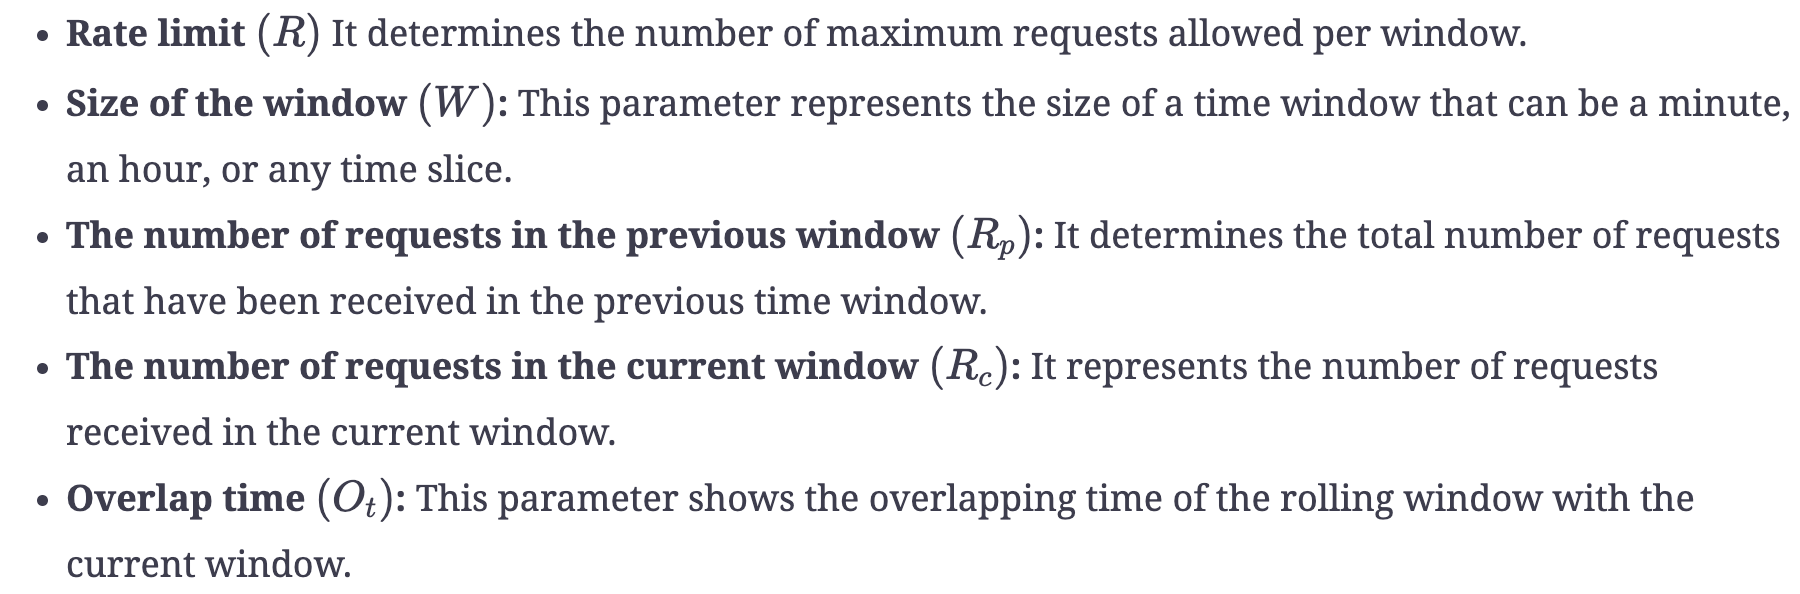 • Rate limit (R) It determines the number of maximum requests allowed per window.
• Size of the window (W): This parameter represents the size of a time window that can be a minute,
an hour, or any time slice.
• The number of requests in the previous window (Rₚ): It determines the total number of requests
that have been received in the previous time window.
• The number of requests in the current window (R_c): It represents the number of requests
received in the current window.
• Overlap time (Oₜ): This parameter shows the overlapping time of the rolling window with the
current window.